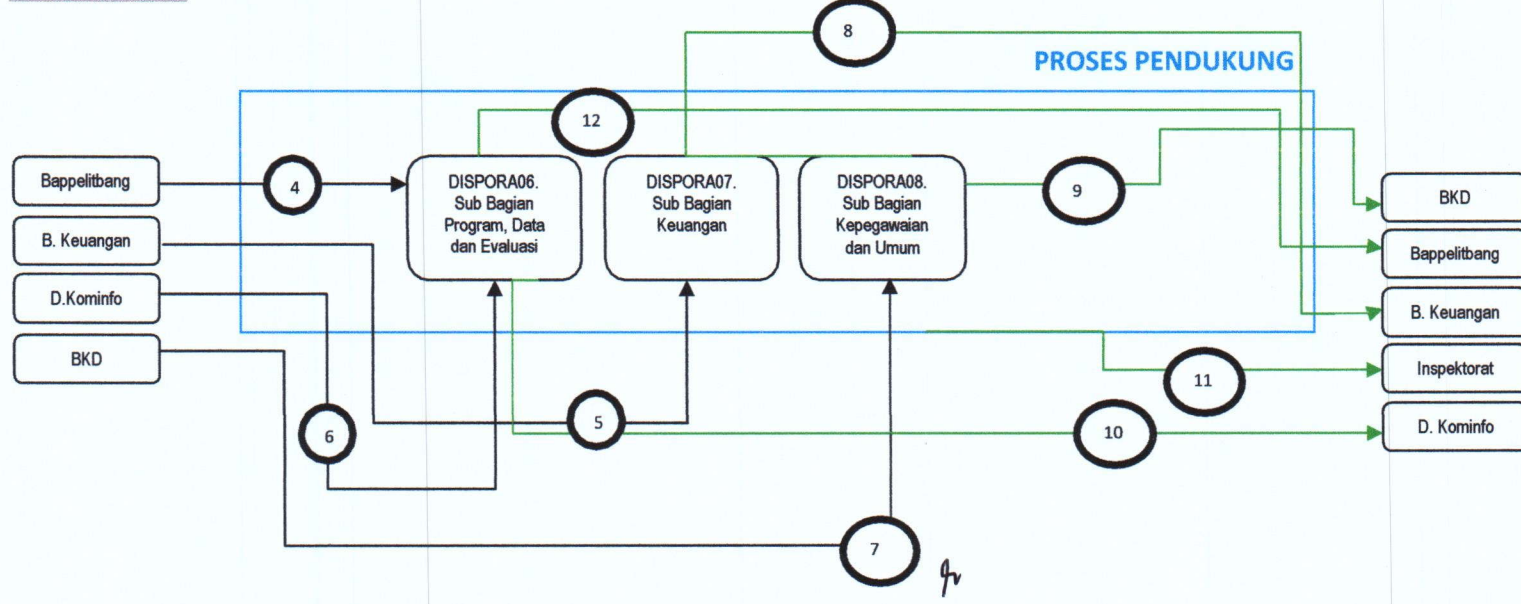 8
PROSES PENDUKUNG
12
Bappelitbang
4
DISPORA06.
Sub Bagian
Program, Data
dan Evaluasi
DISPORA07.
Sub Bagian
Keuangan
DISPORA08.
Sub Bagian
Kepegawaian
dan Umum
9
BKD
B. Keuangan
Bappelitbang
D.Kominfo
B. Keuangan
BKD
Inspektorat
11
6
5
10
D. Kominfo
7